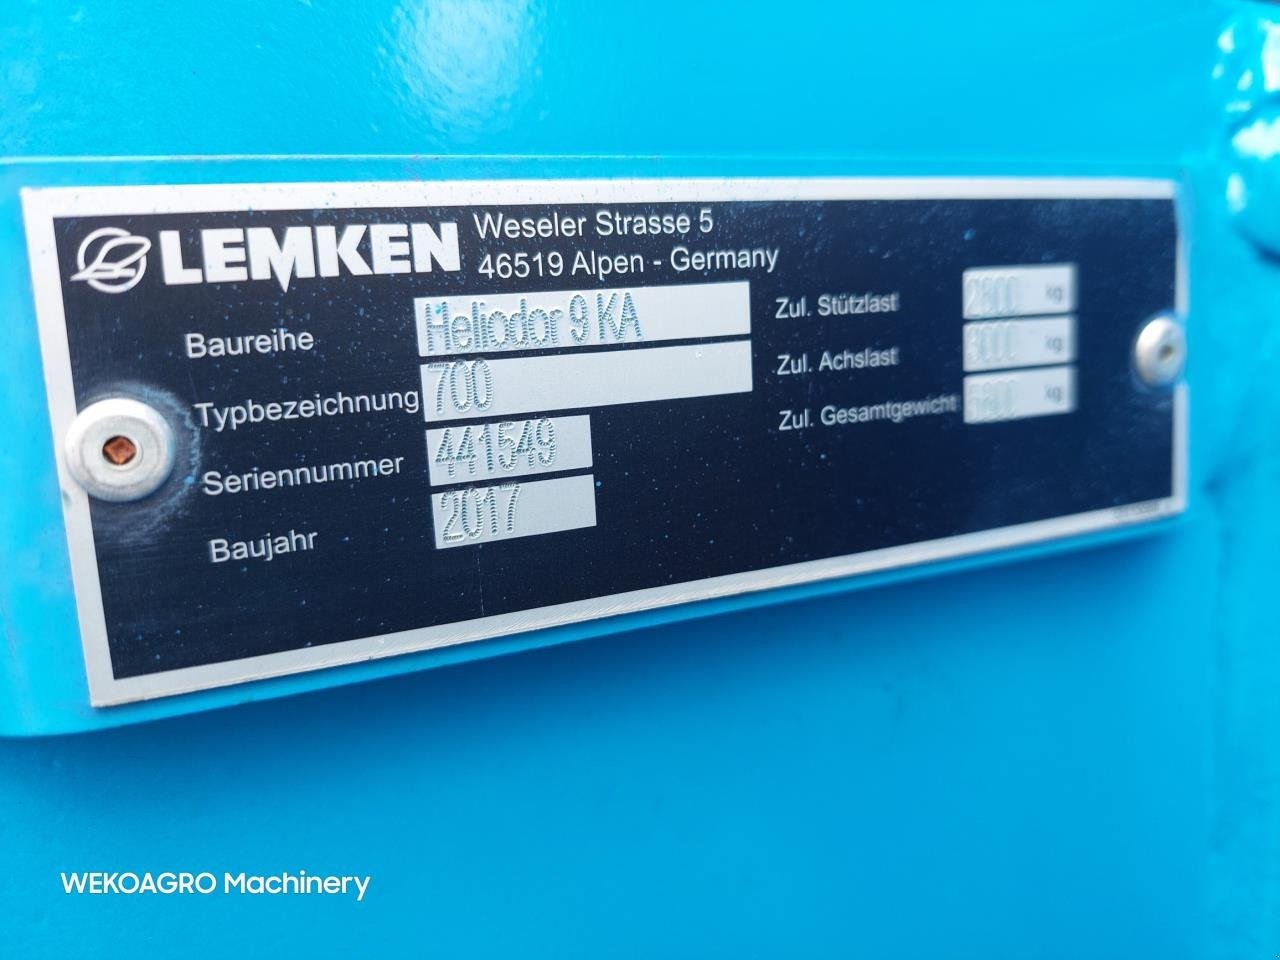 LEMKEN
Weseler Strasse 5
46519 Alpen - Germany
Baureihe Heliodor 9 KA
Typbezeichnung 700
Seriennummer 441549
Baujahr 2017
Zul. Stützlast 2800 kg
Zul. Achslast 3000 kg
Zul. Gesamtgewicht kg
WEKOAGRO Machinery